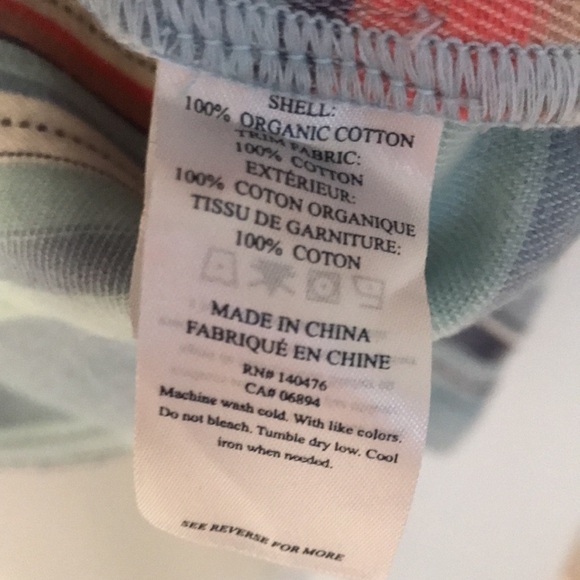 SHELL:
100% ORGANIC COTTON
TRIM FABRIC:
100% COTTON
EXTÉRIEUR:
100% COTON ORGANIQUE
TISSU DE GARNITURE:
100% COTON
MADE IN CHINA
FABRIQUÉ EN CHINE
RN# 140476
CA# 06894
Machine wash cold. With like colors.
Do not bleach. Tumble dry low. Cool
iron when needed.
SEE REVERSE FOR MORE